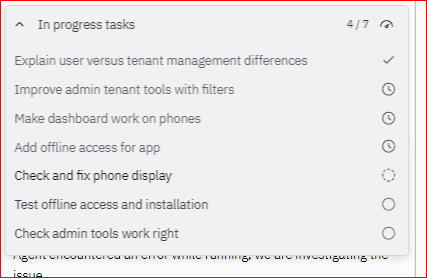 In progress tasks 4 / 7
Explain user versus tenant management differences
Improve admin tenant tools with filters
Make dashboard work on phones
Add offline access for app
Check and fix phone display
Test offline access and installation
Check admin tools work right
Agent encountered an error while running, we are investigating the
issue